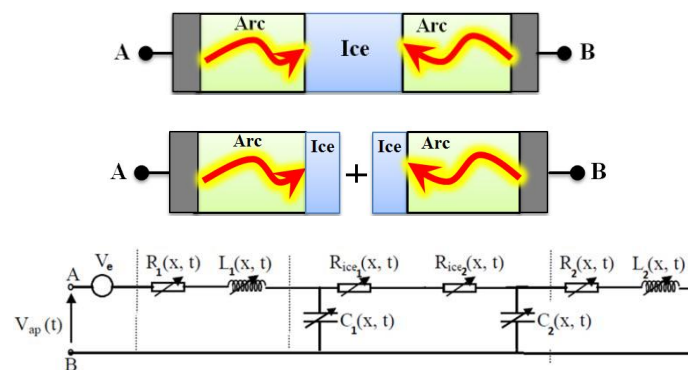 Arc Arc
A Ice B
Arc Ice + Ice Arc
A B
Vₑ R₁(x, t) L₁(x, t) Rice₁(x, t) Rice₂(x, t) R₂(x, t) L₂(x, t)
A
Vap (t) C₁(x, t) C₂(x, t)
B